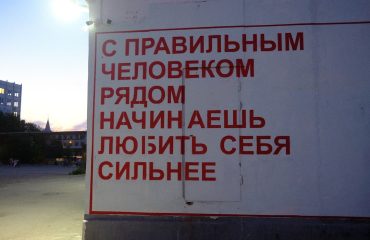 С ПРАВИЛЬНЫМ
ЧЕЛОВЕКОМ
РЯДОМ
НАЧИНАЕШЬ
ЛЮБИТЬ СЕБЯ
СИЛЬНЕЕ